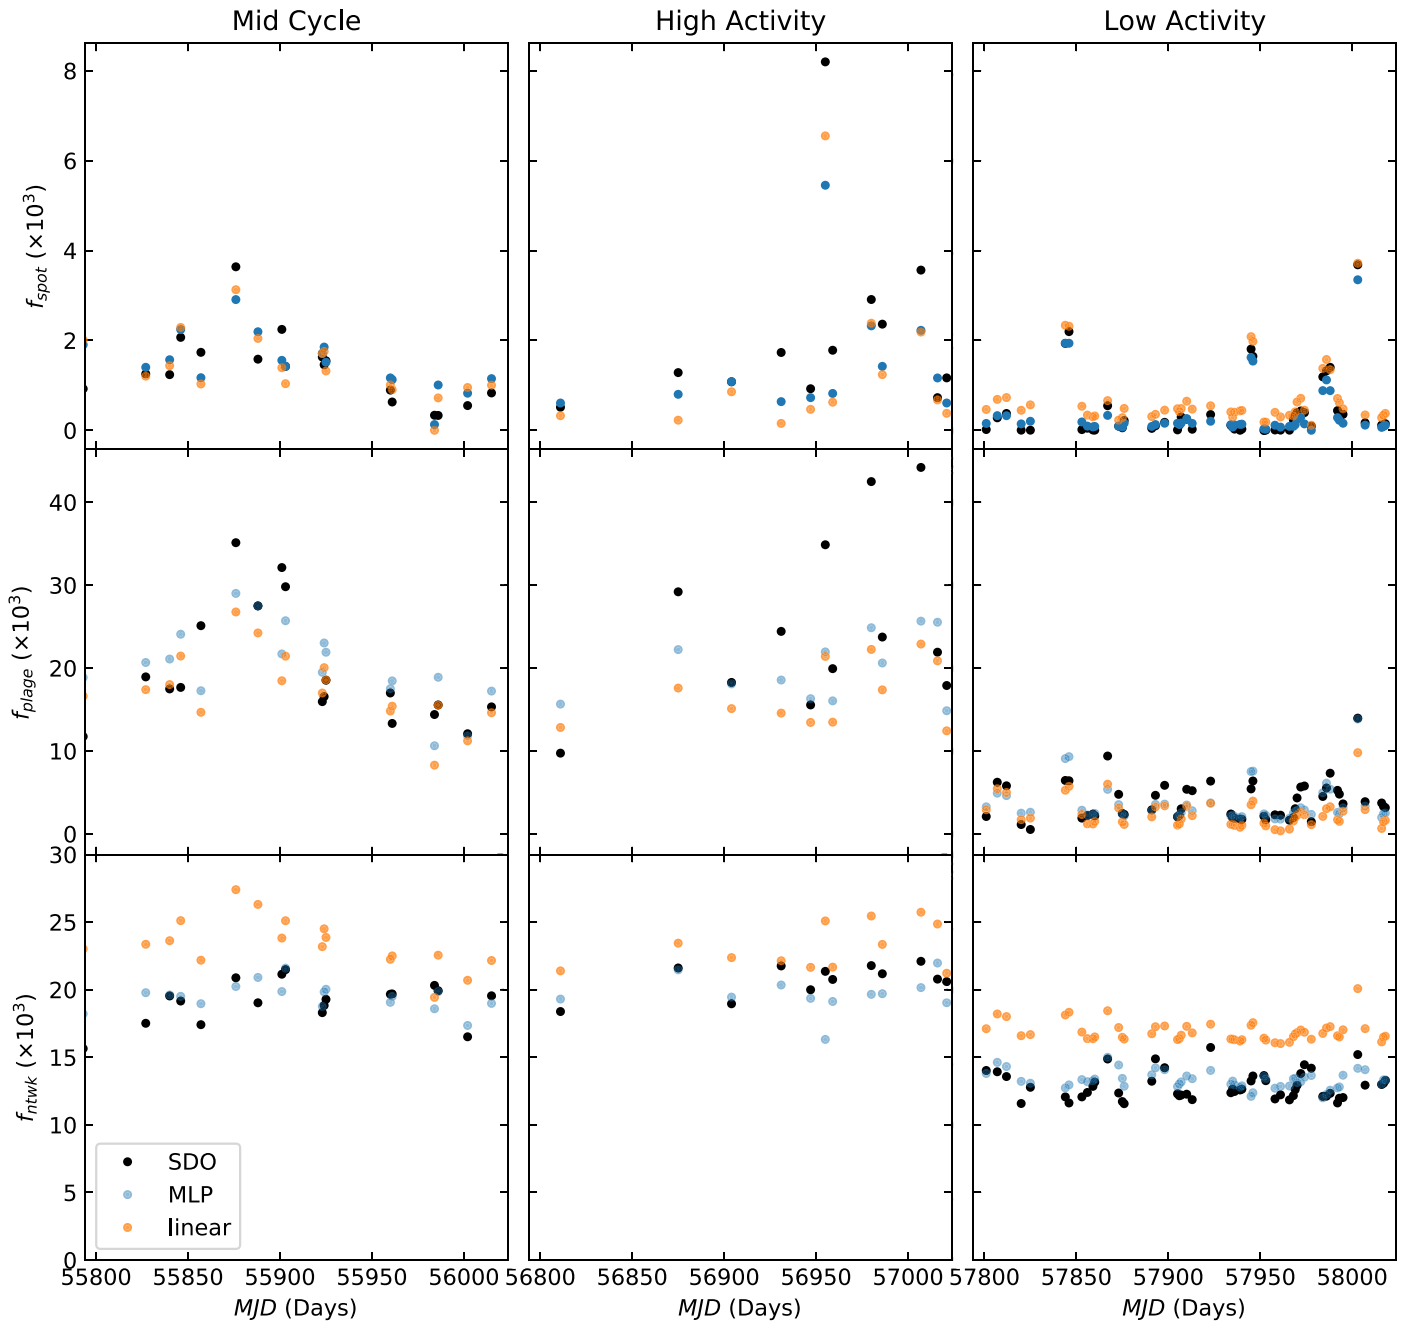 Mid Cycle High Activity Low Activity
8
6
4
2
0
f_spot (×10³)
40
30
20
10
0
f_plage (×10³)
30
25
20
15
10
5
0
f_ntwk (×10³)
SDO
MLP
linear
55800 55850 55900 55950 56000 56800 56850 56900 56950 57000 57800 57850 57900 57950 58000
MJD (Days) MJD (Days) MJD (Days)